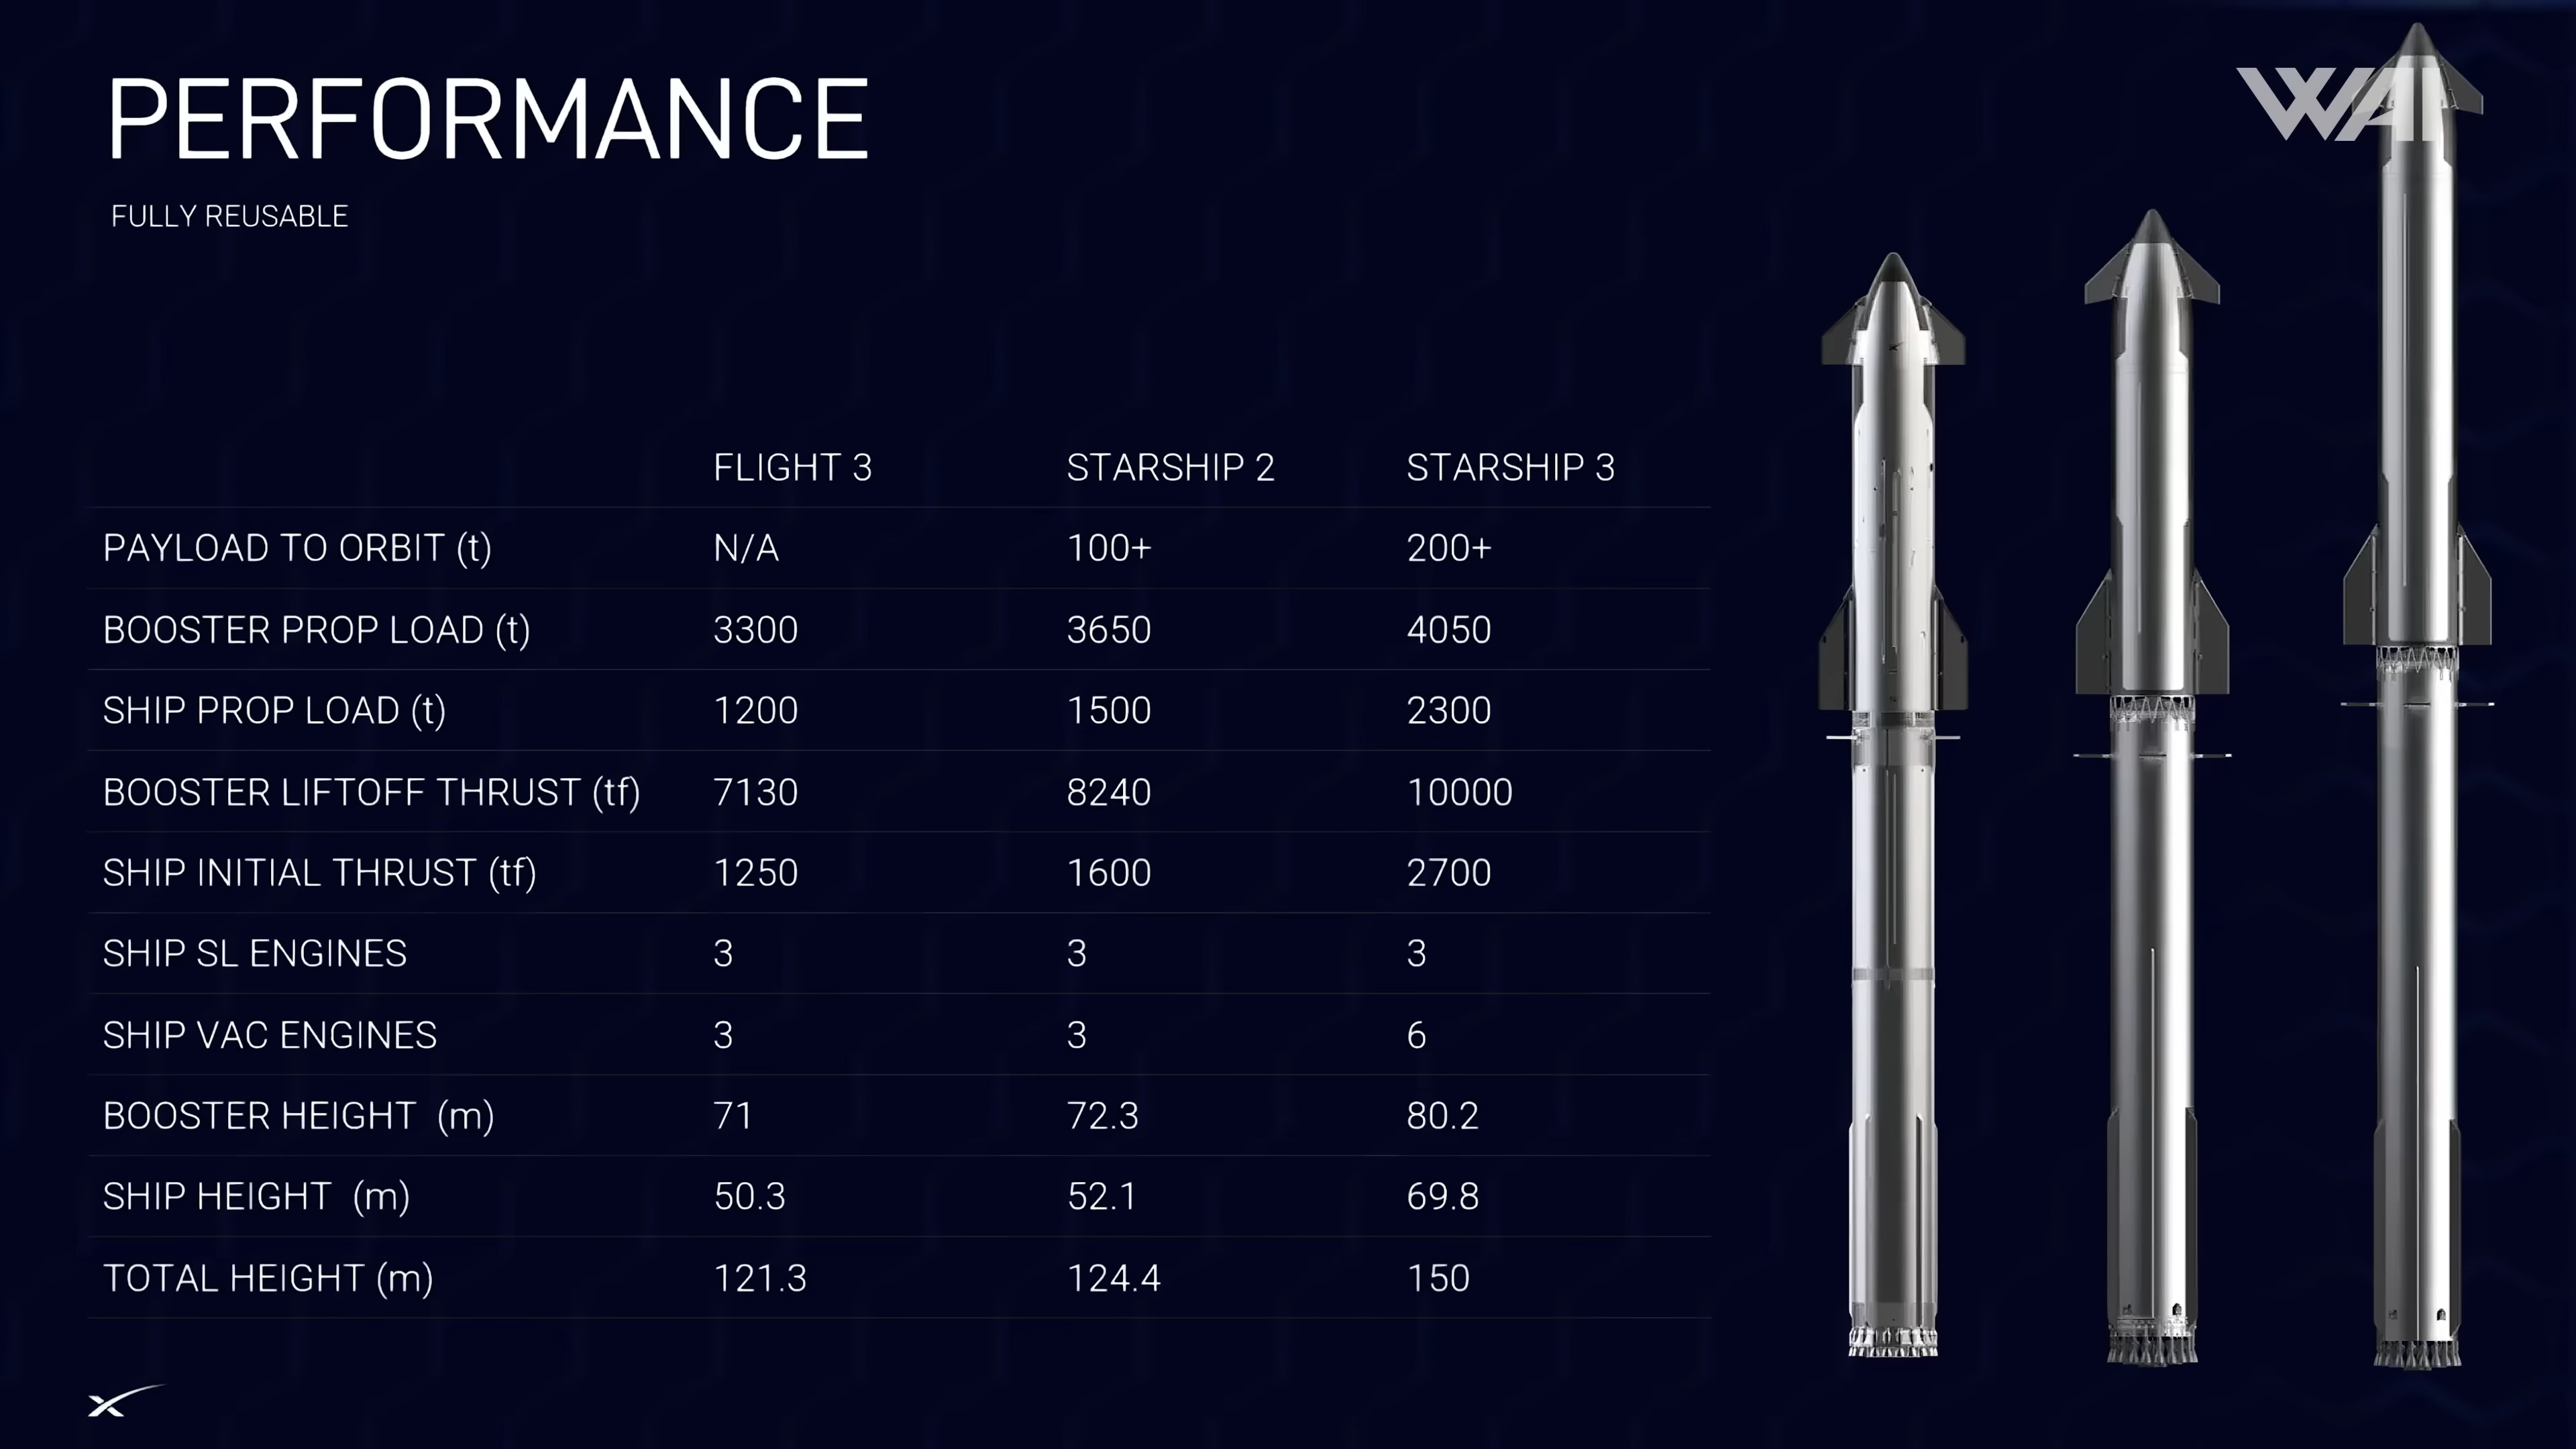 PERFORMANCE
FULLY REUSABLE
FLIGHT 3 STARSHIP 2 STARSHIP 3
PAYLOAD TO ORBIT (t) N/A 100+ 200+
BOOSTER PROP LOAD (t) 3300 3650 4050
SHIP PROP LOAD (t) 1200 1500 2300
BOOSTER LIFTOFF THRUST (tf) 7130 8240 10000
SHIP INITIAL THRUST (tf) 1250 1600 2700
SHIP SL ENGINES 3 3 3
SHIP VAC ENGINES 3 3 6
BOOSTER HEIGHT (m) 71 72.3 80.2
SHIP HEIGHT (m) 50.3 52.1 69.8
TOTAL HEIGHT (m) 121.3 124.4 150
WAI